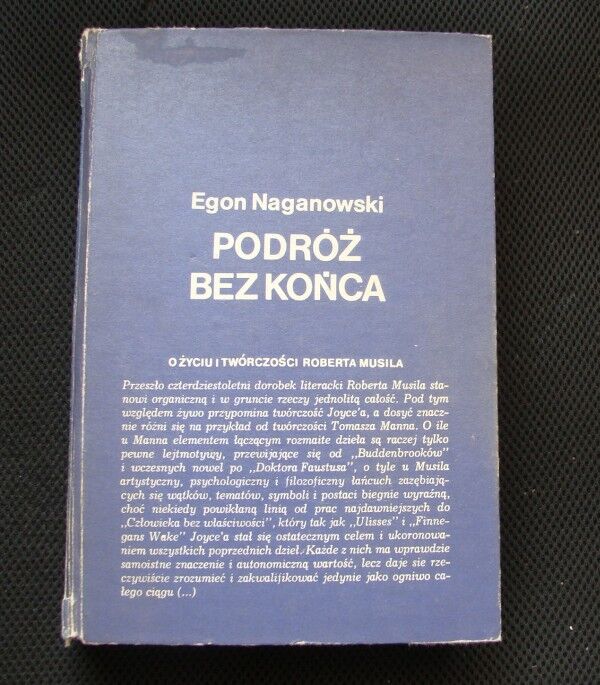 Egon Naganowski
PODRÓŻ
BEZ KOŃCA
O ŻYCIU I TWÓRCZOŚCI ROBERTA MUSILA
Przeszło czterdziestoletni dorobek literacki Roberta Musila sta-
nowi organiczną i w gruncie rzeczy jednolitą całość. Pod tym
względem żywo przypomina twórczość Joyce'a, a dosyć znacz-
nie różni się na przykład od twórczości Tomasza Manna. O ile
u Manna elementem łączącym rozmaite dzieła są raczej tylko
pewne lejtmotywy, przewijające się od „Buddenbrooków"
i wczesnych nowel po „Doktora Faustusa", o tyle u Musila
artystyczny, psychologiczny i filozoficzny łańcuch zazębiają-
cych się wątków, tematów, symboli i postaci biegnie wyraźną,
choć niekiedy powikłaną linią od prac najdawniejszych do
„Człowieka bez właściwości", który tak jak „Ulisses" i „Finne-
gans Wake" Joyce'a stał się ostatecznym celem i ukoronowa-
niem wszystkich poprzednich dzieł. Każde z nich ma wprawdzie
samoistne znaczenie i autonomiczną wartość, lecz daje sie rze-
czywiście zrozumieć i zakwalifikować jedynie jako ogniwo ca-
łego ciągu (...)